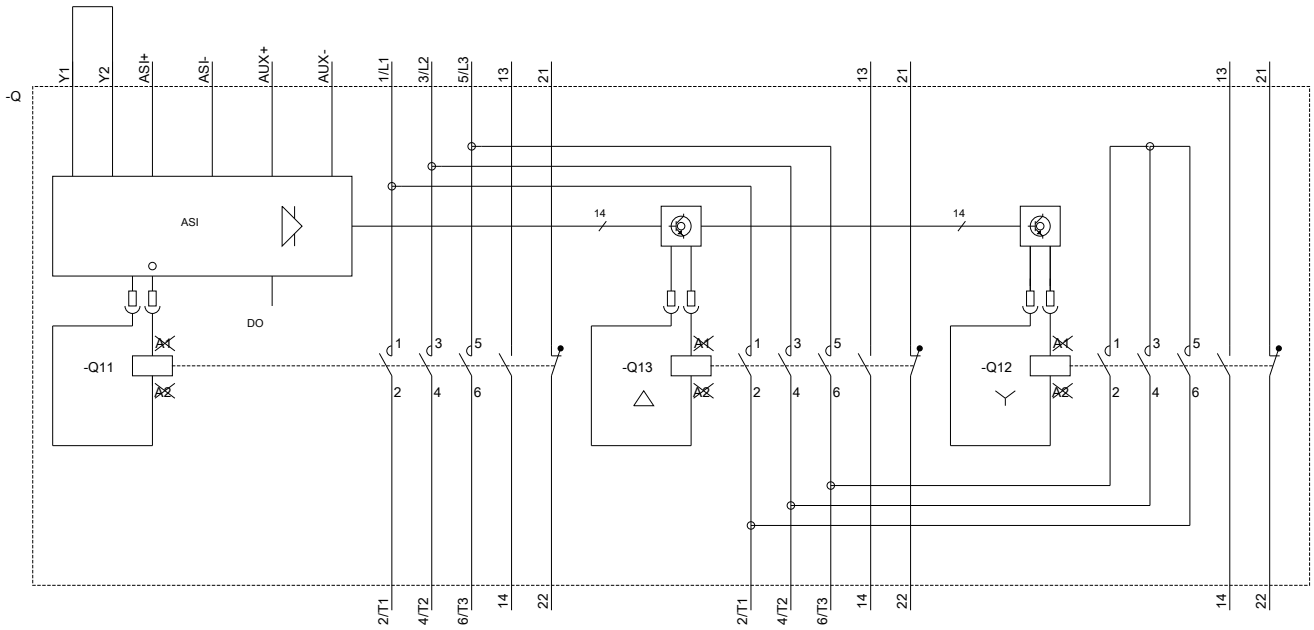 Y1 Y2 ASI+ ASI- AUX+ AUX- 1/L1 3/L2 5/L3 13 21 13 21 13 21
-Q
ASI 14 14
DO
A1 1 3 5 A1 1 3 5 A1 1 3 5
-Q11 -Q13 -Q12
A2 2 4 6 A2 2 4 6 A2 2 4 6
2/T1 4/T2 6/T3 14 22 2/T1 4/T2 6/T3 14 22 14 22